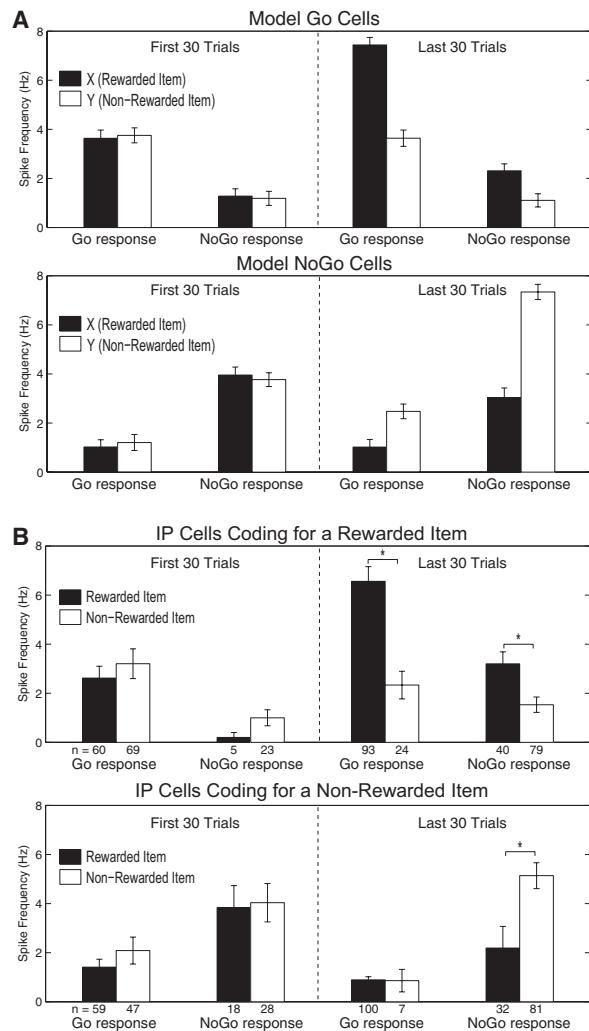 A
Model Go Cells
First 30 Trials
Last 30 Trials
X (Rewarded Item)
Y (Non-Rewarded Item)
Spike Frequency (Hz)
8
6
4
2
0
Go response
NoGo response
Go response
NoGo response
Model NoGo Cells
First 30 Trials
Last 30 Trials
X (Rewarded Item)
Y (Non-Rewarded Item)
Spike Frequency (Hz)
8
6
4
2
0
Go response
NoGo response
Go response
NoGo response
B
IP Cells Coding for a Rewarded Item
First 30 Trials
Last 30 Trials
Rewarded Item
Non-Rewarded Item
Spike Frequency (Hz)
8
6
4
2
0
*
*
n = 60 69 5 23 93 24 40 79
Go response
NoGo response
Go response
NoGo response
IP Cells Coding for a Non-Rewarded Item
First 30 Trials
Last 30 Trials
Rewarded Item
Non-Rewarded Item
Spike Frequency (Hz)
8
6
4
2
0
*
n = 59 47 18 28 100 7 32 81
Go response
NoGo response
Go response
NoGo response